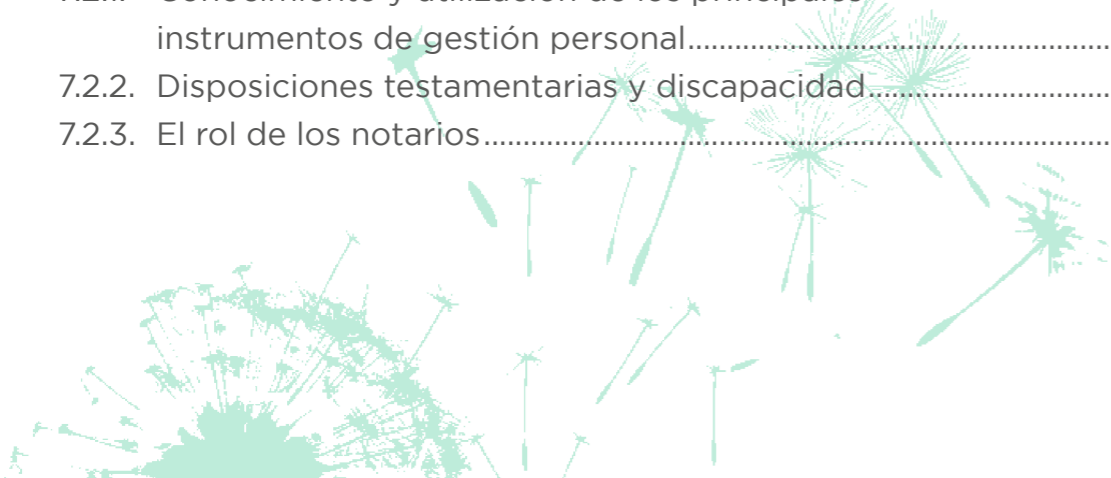 instrumentos de gestión personal..............................................
7.2.2. Disposiciones testamentarias y discapacidad..........................
7.2.3. El rol de los notarios...................................................................